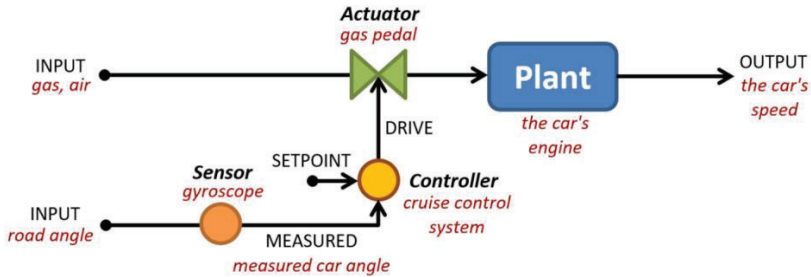 Actuator
gas pedal
INPUT
gas, air
Plant
OUTPUT
the car's
speed
the car's
engine
DRIVE
SETPOINT
Sensor
gyroscope
Controller
cruise control
system
INPUT
road angle
MEASURED
measured car angle